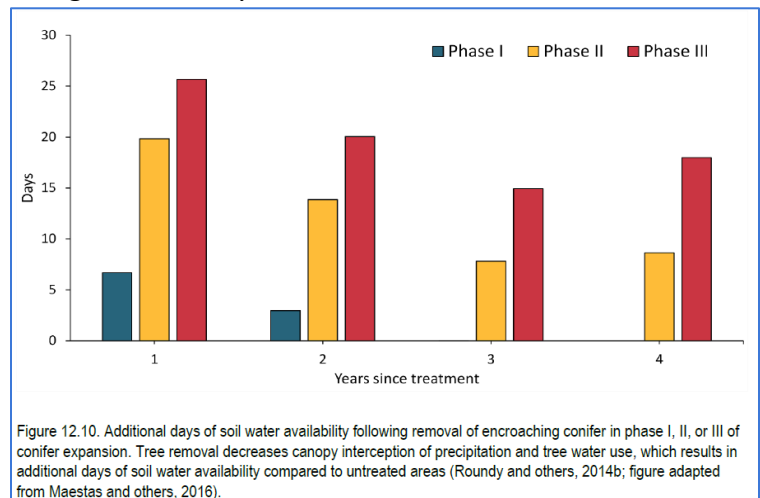 30
25
20
15
10
5
0
Days
Phase I Phase II Phase III
1 2 3 4
Years since treatment
Figure 12.10. Additional days of soil water availability following removal of encroaching conifer in phase I, II, or III of
conifer expansion. Tree removal decreases canopy interception of precipitation and tree water use, which results in
additional days of soil water availability compared to untreated areas (Roundy and others, 2014b; figure adapted
from Maestas and others, 2016).